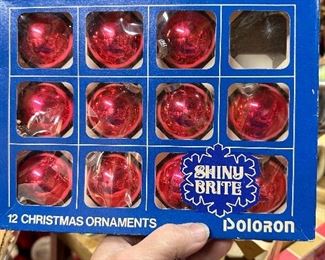 SHINY
BRITE
12 CHRISTMAS ORNAMENTS
Poloron